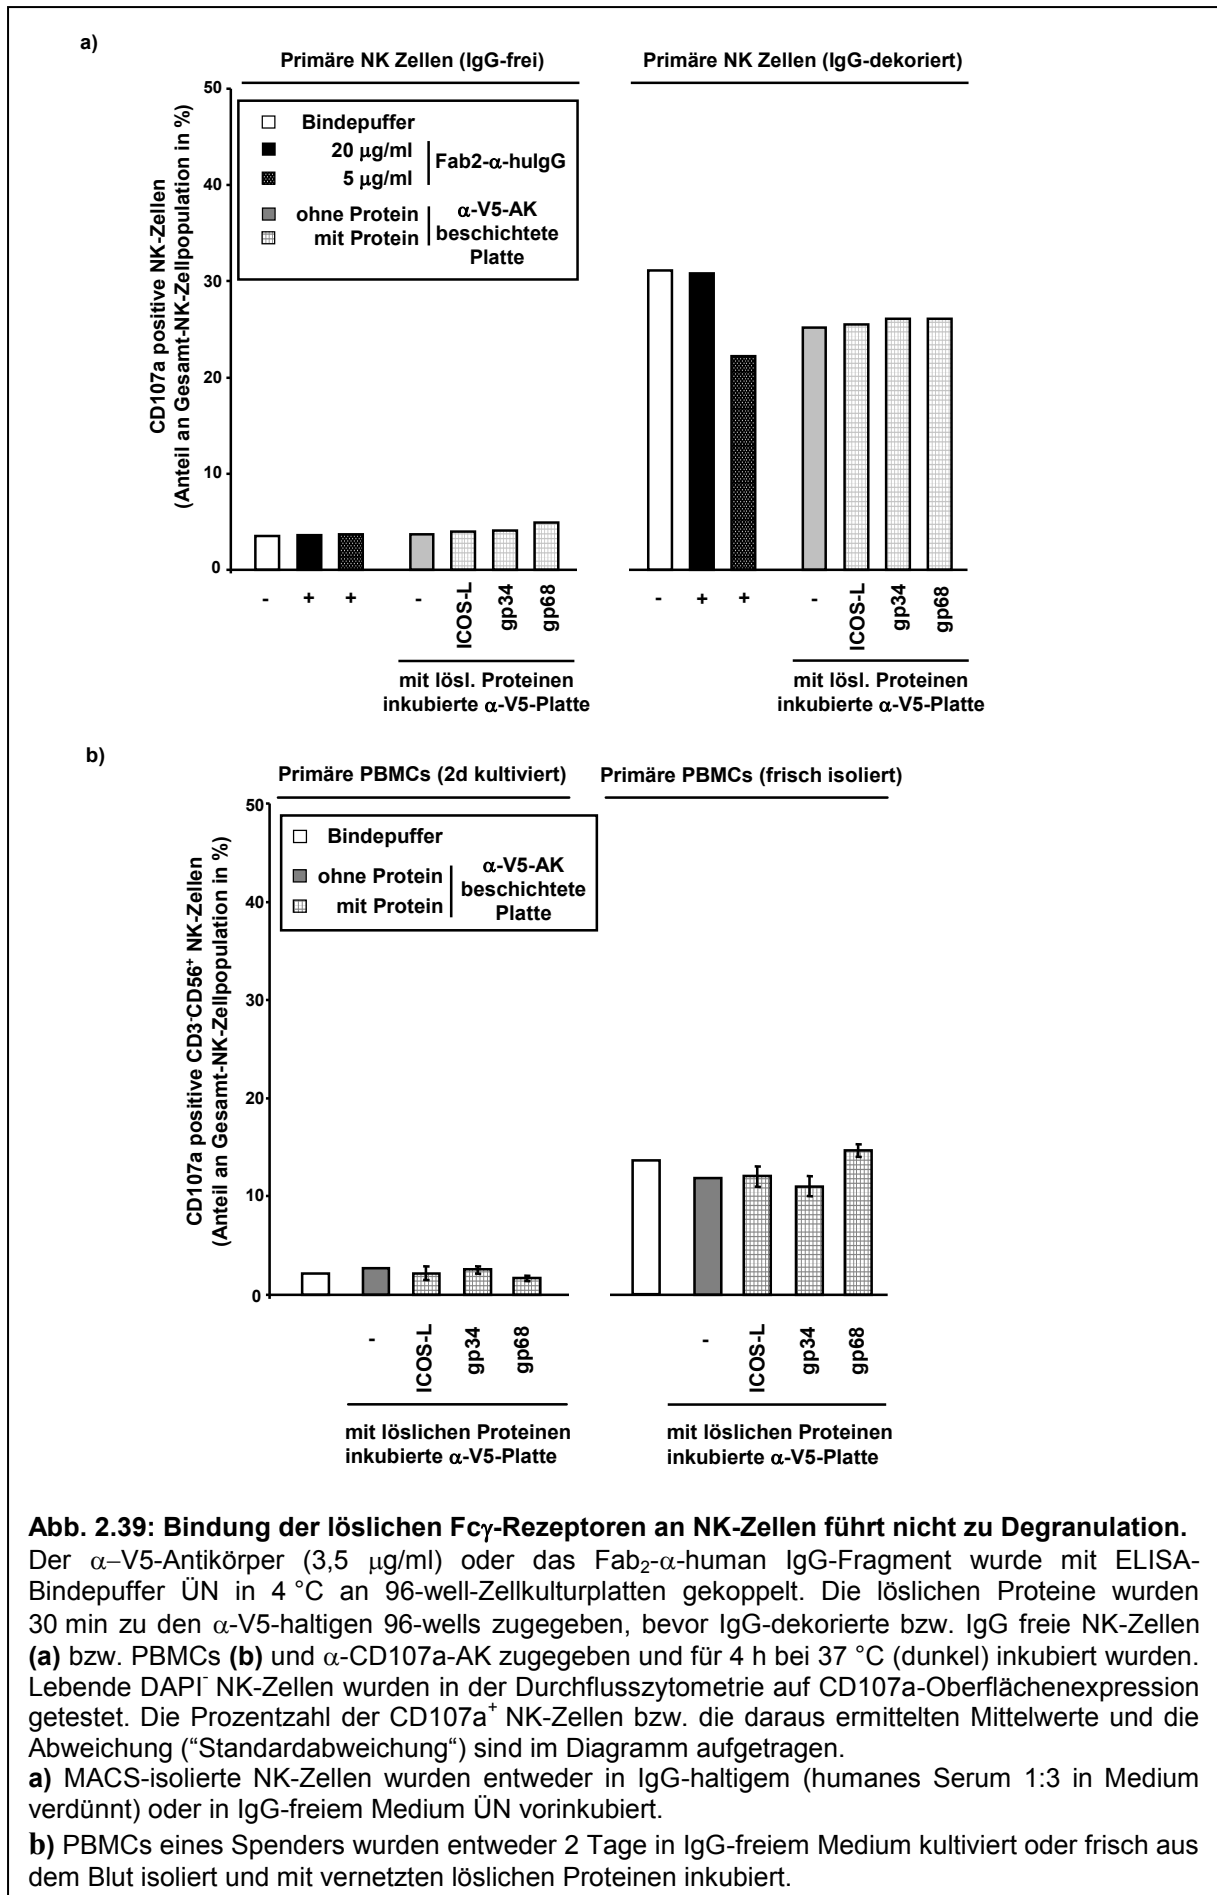 a)
Primäre NK Zellen (IgG-frei)
Primäre NK Zellen (IgG-dekoriert)
CD107a positive NK-Zellen
(Anteil an Gesamt-NK-Zellpopulation in %)
50
40
30
20
10
0
Bindepuffer
20 µg/ml
5 µg/ml
Fab2-α-huIgG
ohne Protein
mit Protein
α-V5-AK
beschichtete
Platte
- + + - ICOS-L gp34 gp68
- + + - ICOS-L gp34 gp68
mit lösl. Proteinen
inkubierte α-V5-Platte
mit lösl. Proteinen
inkubierte α-V5-Platte
b)
Primäre PBMCs (2d kultiviert)
Primäre PBMCs (frisch isoliert)
CD107a positive CD3⁻CD56⁺ NK-Zellen
(Anteil an Gesamt-NK-Zellpopulation in %)
50
40
30
20
10
0
Bindepuffer
ohne Protein
mit Protein
α-V5-AK
beschichtete
Platte
- ICOS-L gp34 gp68
- ICOS-L gp34 gp68
mit löslichen Proteinen
inkubierte α-V5-Platte
mit löslichen Proteinen
inkubierte α-V5-Platte
Abb. 2.39: Bindung der löslichen Fcγ-Rezeptoren an NK-Zellen führt nicht zu Degranulation.
Der α–V5-Antikörper (3,5 µg/ml) oder das Fab₂-α-human IgG-Fragment wurde mit ELISA-
Bindepuffer ÜN in 4 °C an 96-well-Zellkulturplatten gekoppelt. Die löslichen Proteine wurden
30 min zu den α-V5-haltigen 96-wells zugegeben, bevor IgG-dekorierte bzw. IgG freie NK-Zellen
(a) bzw. PBMCs (b) und α-CD107a-AK zugegeben und für 4 h bei 37 °C (dunkel) inkubiert wurden.
Lebende DAPI⁻ NK-Zellen wurden in der Durchflusszytometrie auf CD107a-Oberflächenexpression
getestet. Die Prozentzahl der CD107a⁺ NK-Zellen bzw. die daraus ermittelten Mittelwerte und die
Abweichung (“Standardabweichung“) sind im Diagramm aufgetragen.
a) MACS-isolierte NK-Zellen wurden entweder in IgG-haltigem (humanes Serum 1:3 in Medium
verdünnt) oder in IgG-freiem Medium ÜN vorinkubiert.
b) PBMCs eines Spenders wurden entweder 2 Tage in IgG-freiem Medium kultiviert oder frisch aus
dem Blut isoliert und mit vernetzten löslichen Proteinen inkubiert.